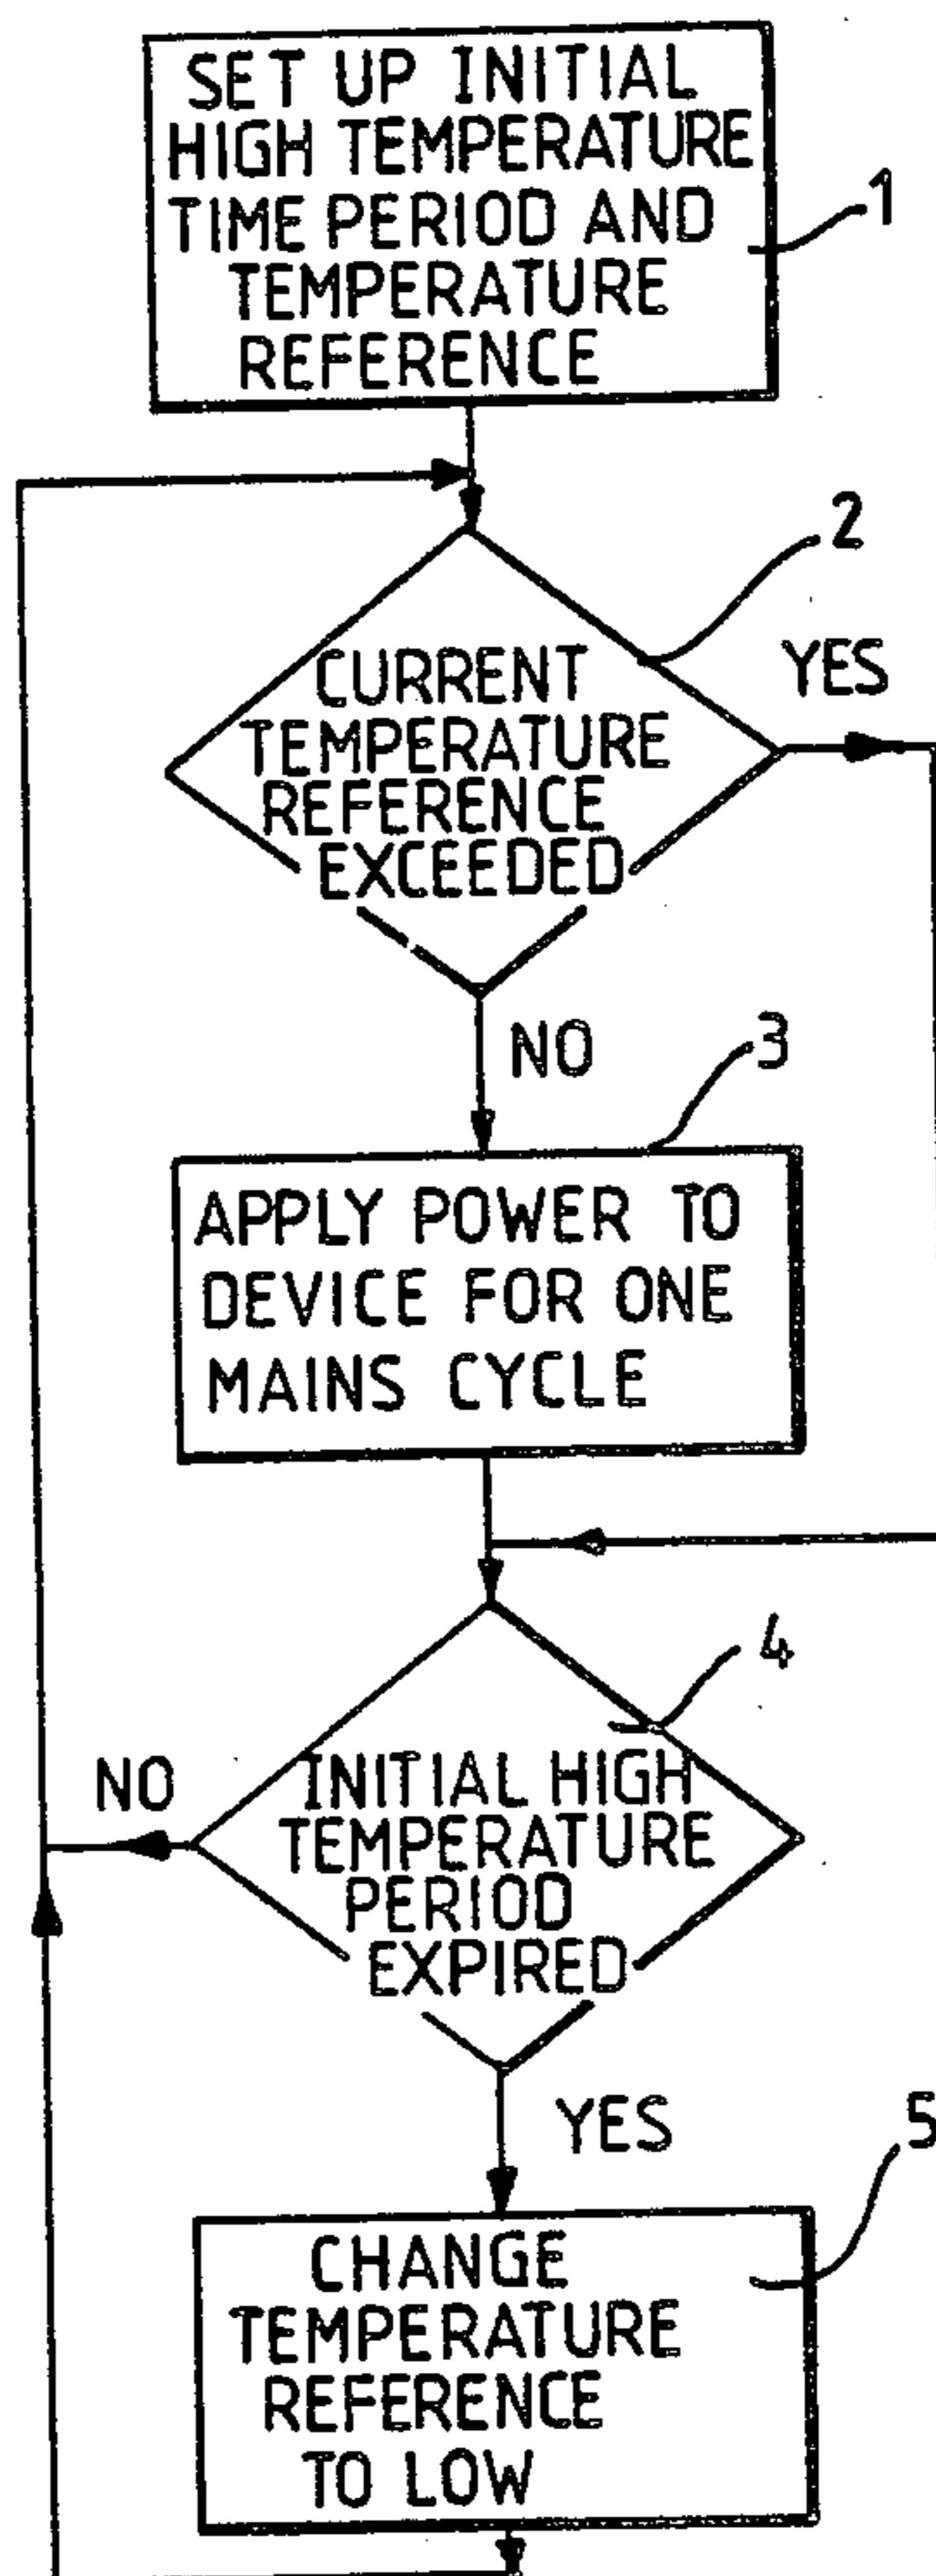 SET UP INITIAL
HIGH TEMPERATURE
TIME PERIOD AND
TEMPERATURE
REFERENCE
1
2
YES
CURRENT
TEMPERATURE
REFERENCE
EXCEEDED
NO
3
APPLY POWER TO
DEVICE FOR ONE
MAINS CYCLE
4
NO
INITIAL HIGH
TEMPERATURE
PERIOD
EXPIRED
YES
5
CHANGE
TEMPERATURE
REFERENCE
TO LOW